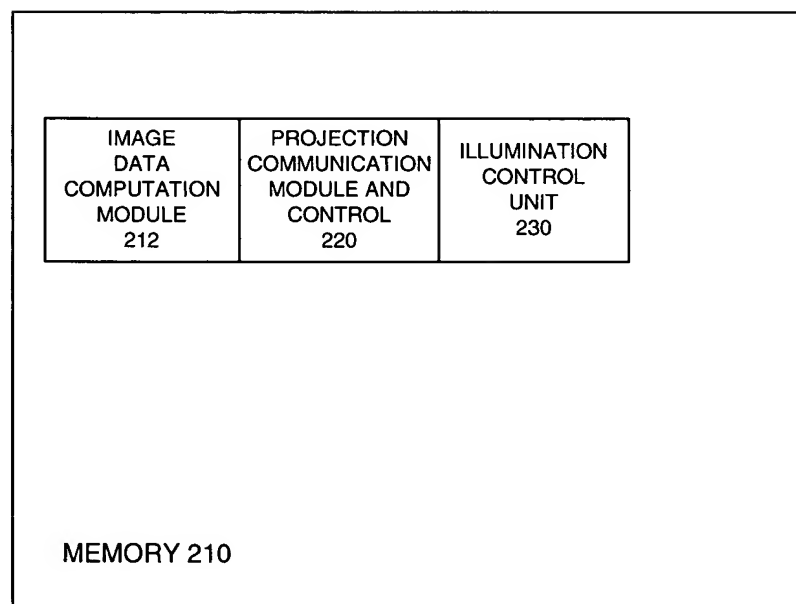 IMAGE
DATA
COMPUTATION
MODULE
212
PROJECTION
COMMUNICATION
MODULE AND
CONTROL
220
ILLUMINATION
CONTROL
UNIT
230
MEMORY 210